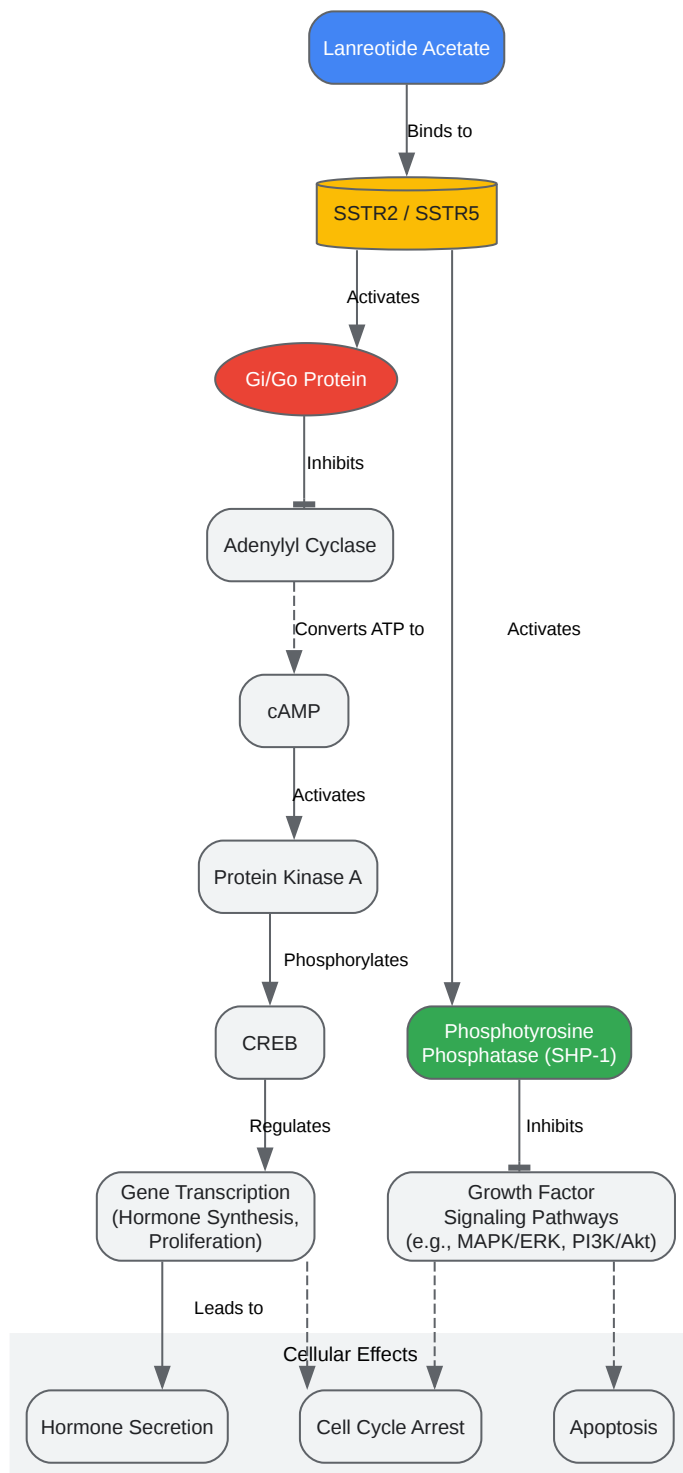 Lanreotide Acetate
Binds to
SSTR2 / SSTR5
Activates
Gi/Go Protein
Inhibits
Adenylyl Cyclase
Converts ATP to
Activates
cAMP
Activates
Protein Kinase A
Phosphorylates
CREB
Phosphotyrosine
Phosphatase (SHP-1)
Regulates
Inhibits
Gene Transcription
(Hormone Synthesis,
Proliferation)
Growth Factor
Signaling Pathways
(e.g., MAPK/ERK, PI3K/Akt)
Leads to
Cellular Effects
Hormone Secretion
Cell Cycle Arrest
Apoptosis